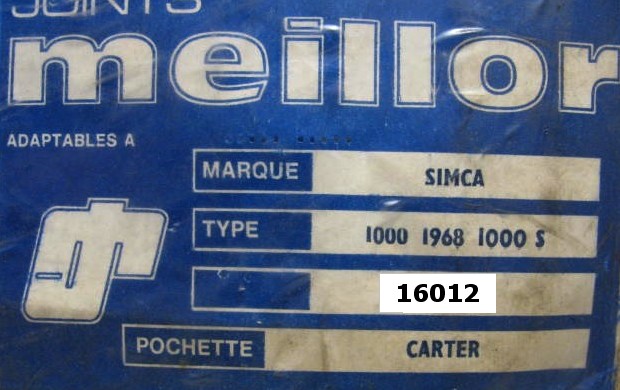 JOINTS
meillor
ADAPTABLES A
MARQUE SIMCA
TYPE 1000 1968 1000 S
16012
POCHETTE CARTER